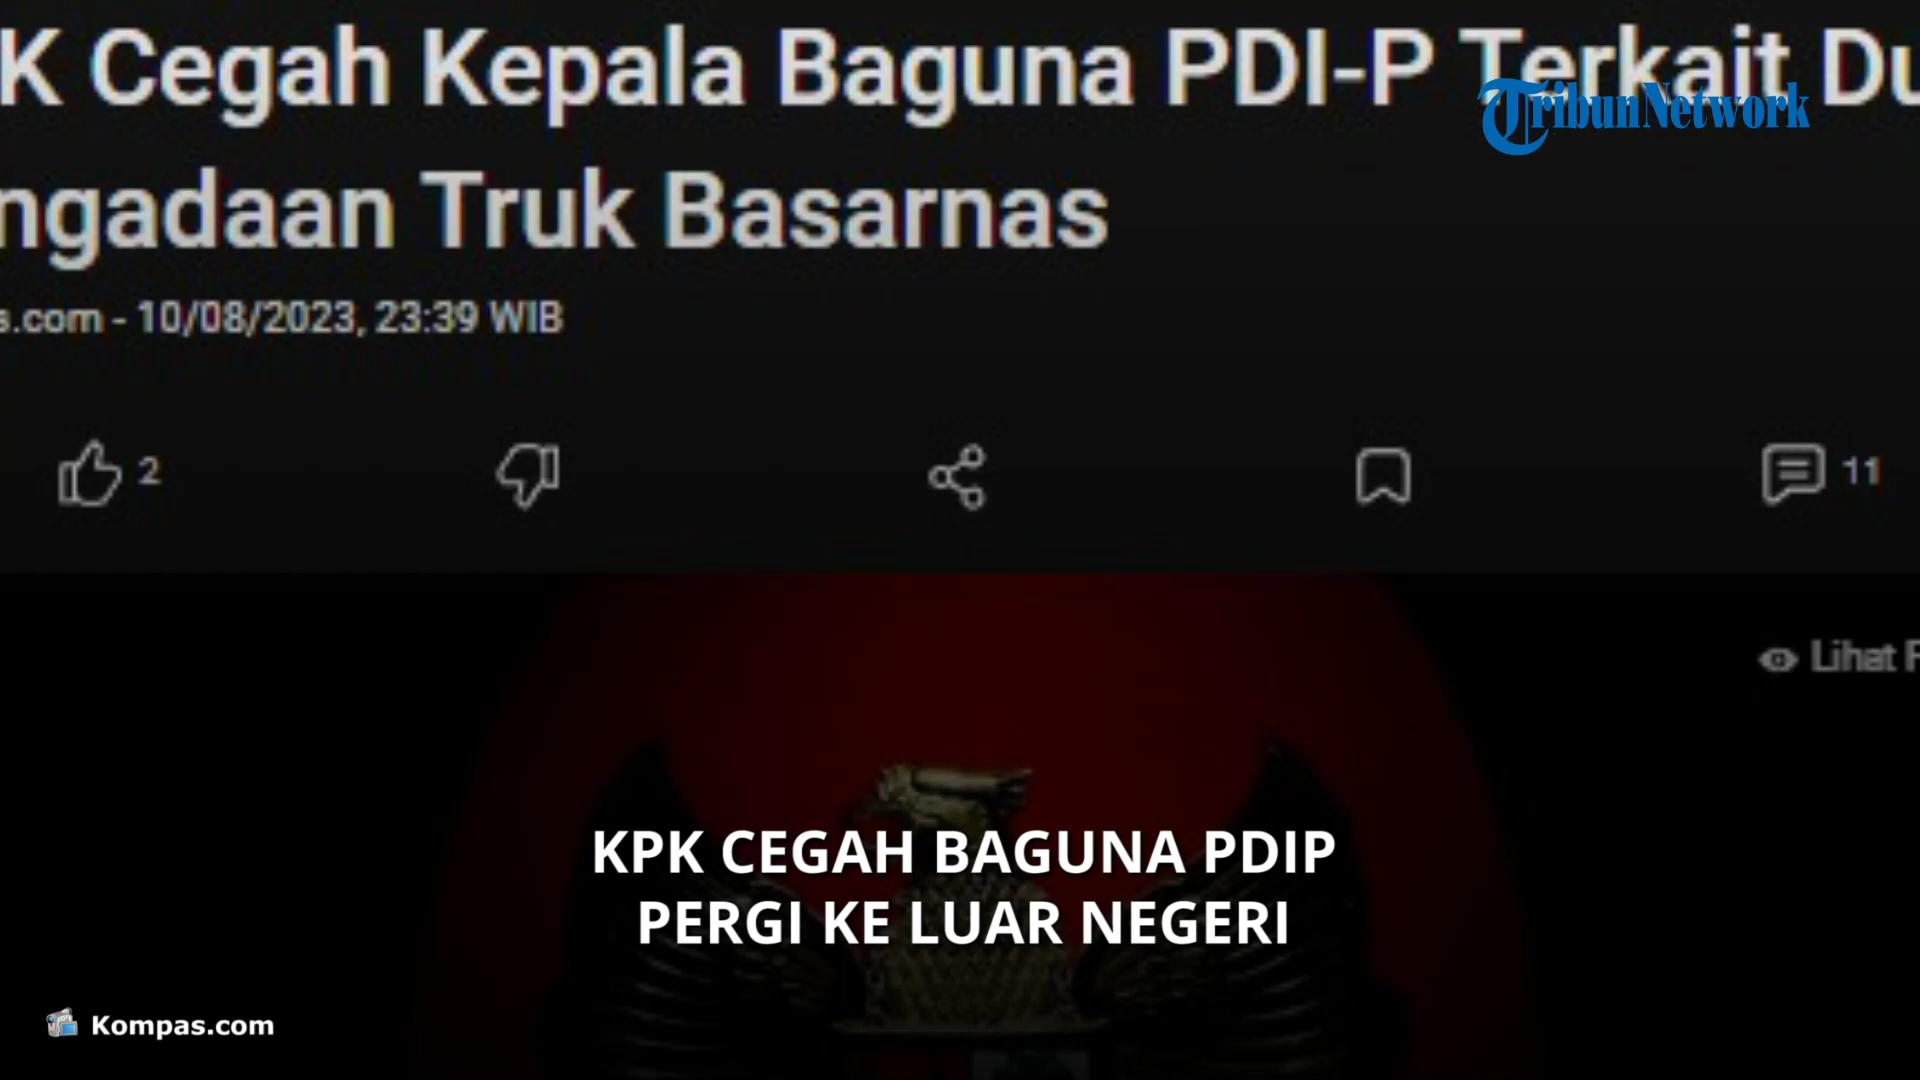 K Cegah Kepala Baguna PDI-P Terkait Du
TribunNetwork
ngadaan Truk Basarnas
s.com - 10/08/2023, 23:39 WIB
2
11
Lihat F
KPK CEGAH BAGUNA PDIP
PERGI KE LUAR NEGERI
Kompas.com